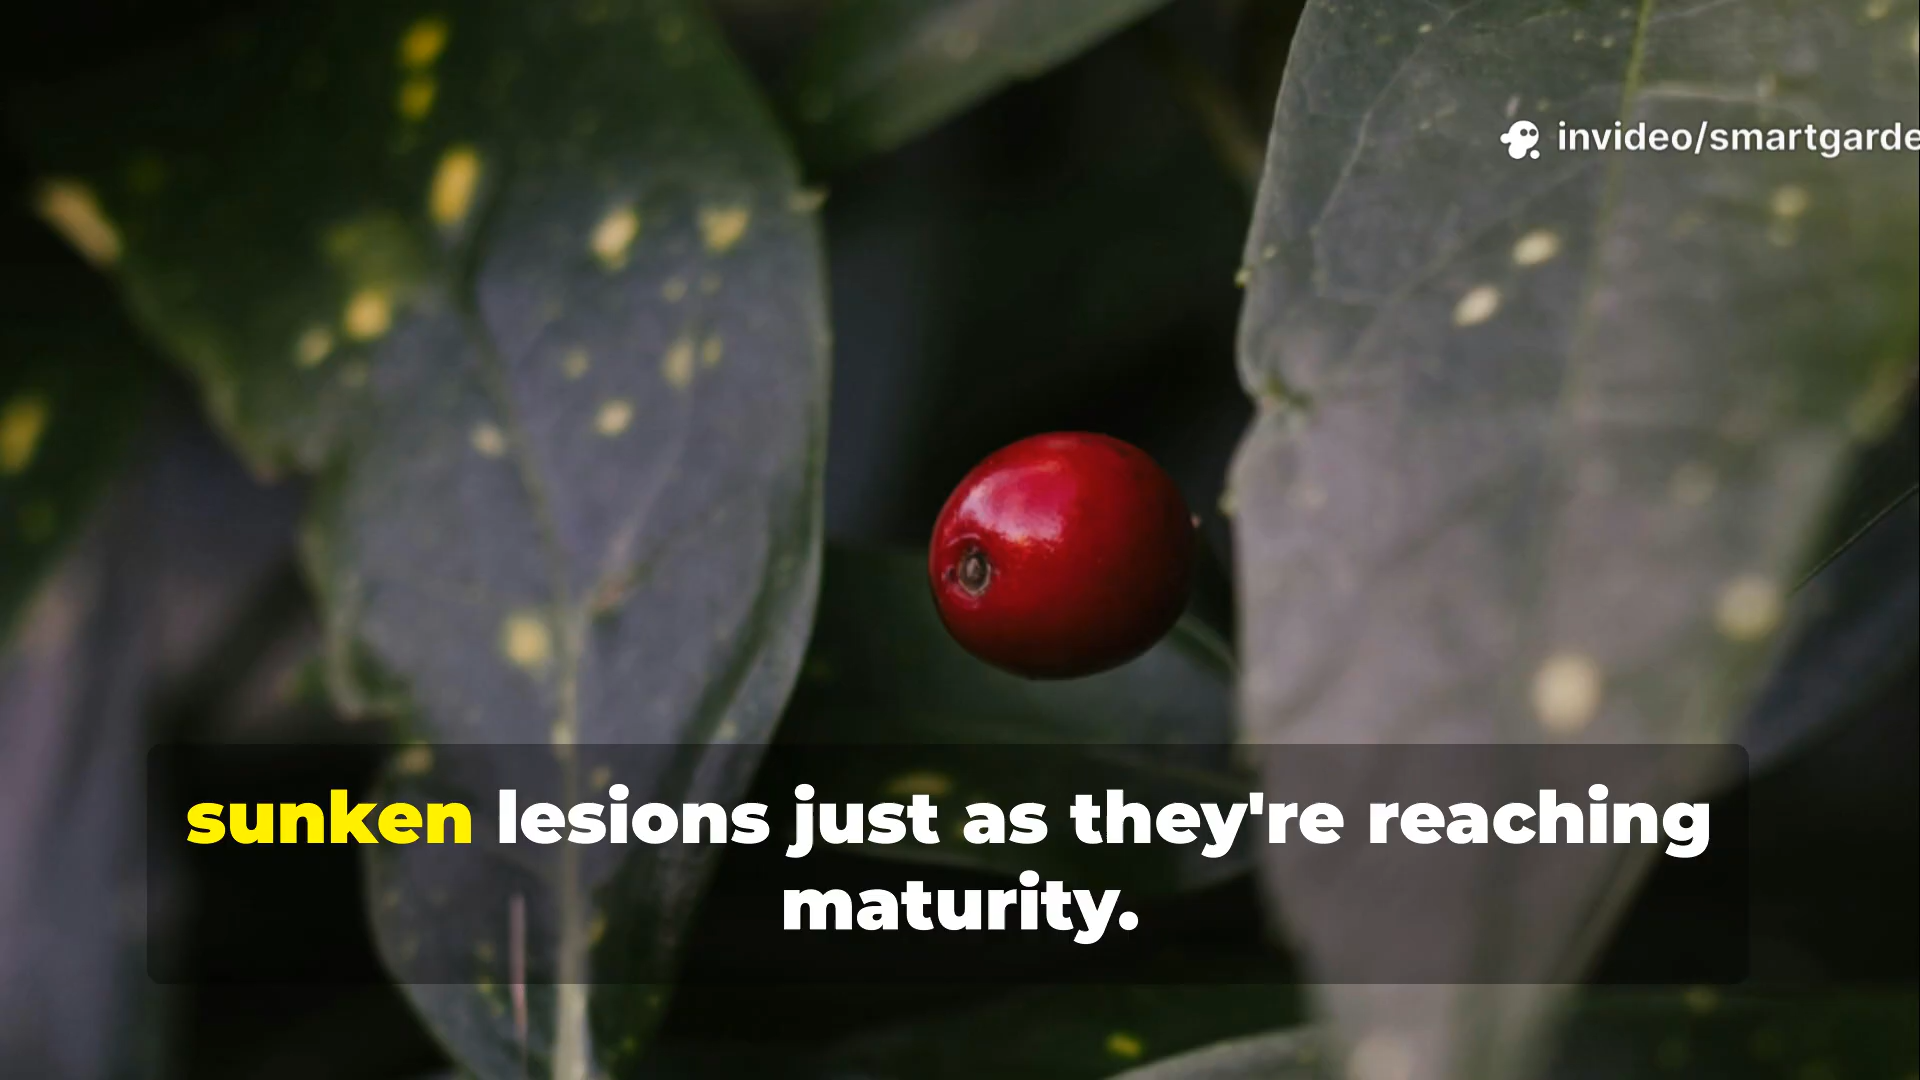 invideo/smartgarde
sunken lesions just as they're reaching
maturity.